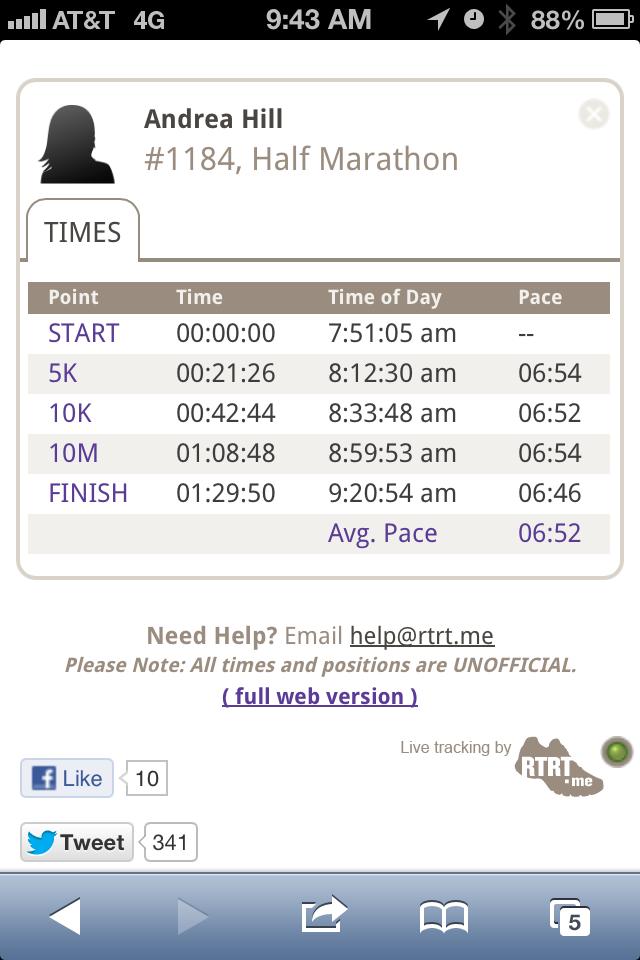 AT&T 4G 9:43 AM 88%
Andrea Hill
#1184, Half Marathon
TIMES
Point Time Time of Day Pace
START 00:00:00 7:51:05 am --
5K 00:21:26 8:12:30 am 06:54
10K 00:42:44 8:33:48 am 06:52
10M 01:08:48 8:59:53 am 06:54
FINISH 01:29:50 9:20:54 am 06:46
Avg. Pace 06:52
Need Help? Email help@rtrt.me
Please Note: All times and positions are UNOFFICIAL.
( full web version )
Live tracking by RTRT.me
Like 10
Tweet 341
5